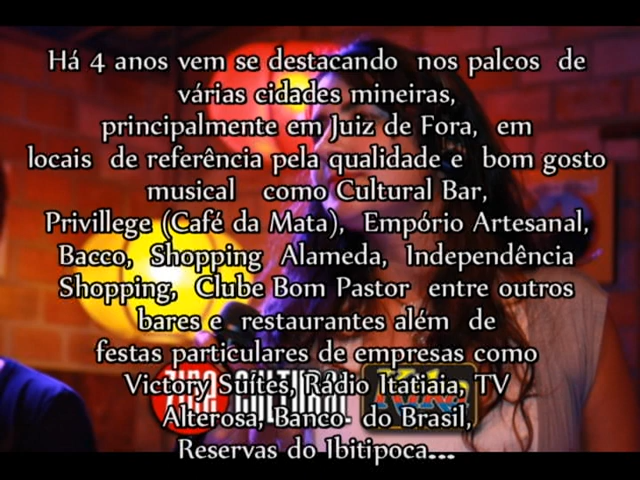 Há 4 anos vem se destacando nos palcos de
várias cidades mineiras,
principalmente em Juiz de Fora, em
locais de referência pela qualidade e bom gosto
musical como Cultural Bar,
Privillege (Café da Mata), Empório Artesanal,
Bacco, Shopping Alameda, Independência
Shopping, Clube Bom Pastor entre outros
bares e restaurantes além de
festas particulares de empresas como
Victory Suítes, Rádio Itatiaia, TV
Alterosa, Banco do Brasil,
Reservas do Ibitipoca...
CULTURAL